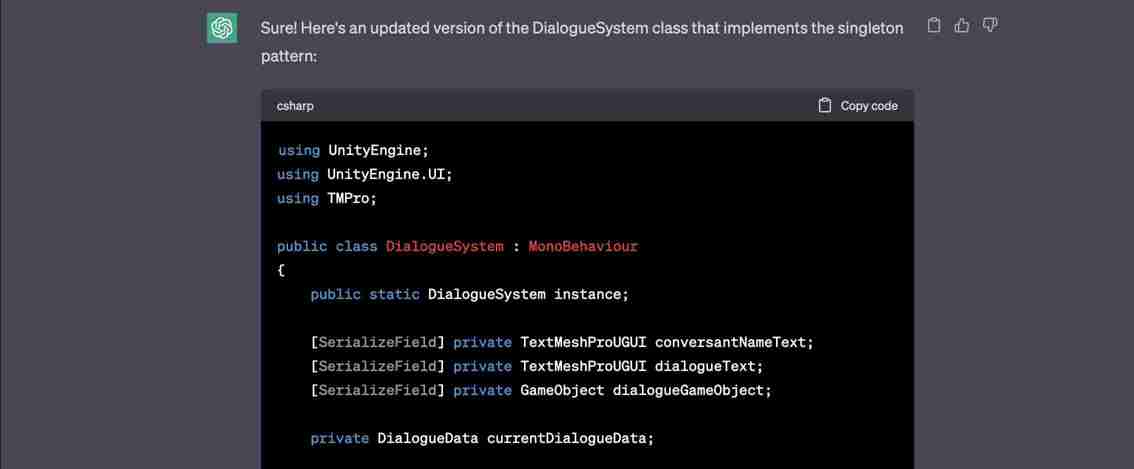 Sure! Here's an updated version of the DialogueSystem class that implements the singleton
pattern:
csharp
Copy code
using UnityEngine;
using UnityEngine.UI;
using TMPro;
public class DialogueSystem : MonoBehaviour
{
public static DialogueSystem instance;
[SerializeField] private TextMeshProUGUI conversantNameText;
[SerializeField] private TextMeshProUGUI dialogueText;
[SerializeField] private GameObject dialogueGameObject;
private DialogueData currentDialogueData;